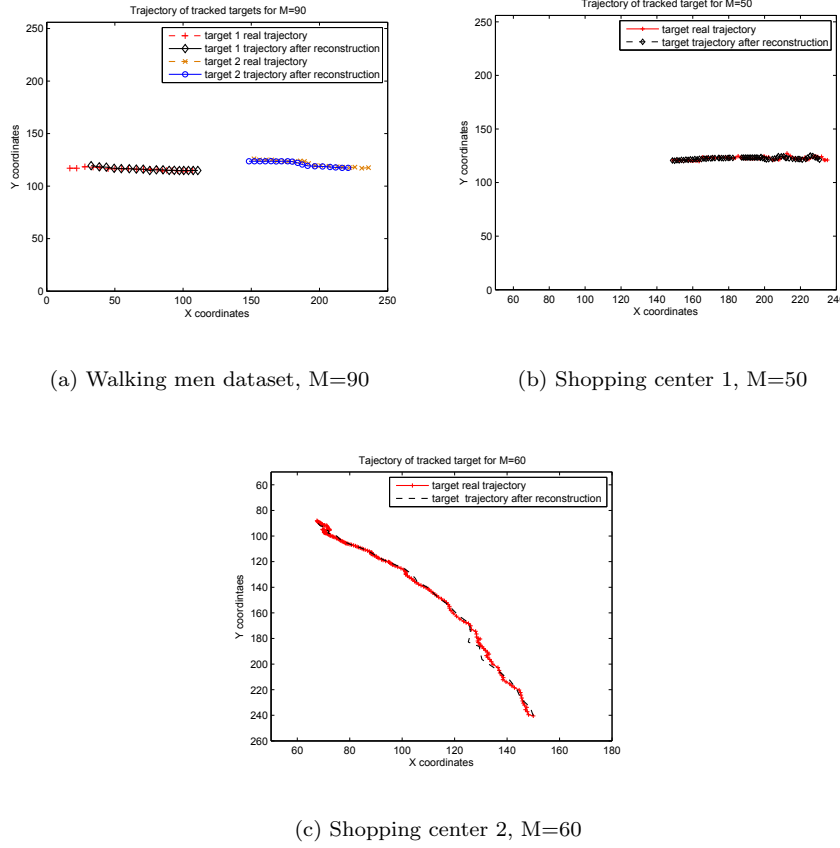 Trajectory of tracked targets for M=90
target 1 real trajectory
target 1 trajectory after reconstruction
target 2 real trajectory
target 2 trajectory after reconstruction
0
50
100
150
200
250
Y coordinates
0 50 100 150 200 250
X coordinates
(a) Walking men dataset, M=90
Trajectory of tracked target for M=50
target real trajectory
target trajectory after reconstruction
0
50
100
150
200
250
Y coordinates
60 80 100 120 140 160 180 200 220 240
X coordinates
(b) Shopping center 1, M=50
Tajectory of tracked target for M=60
target real trajectory
target trajectory after reconstruction
60
80
100
120
140
160
180
200
220
240
260
Y coordintaes
60 80 100 120 140 160 180
X coordinates
(c) Shopping center 2, M=60